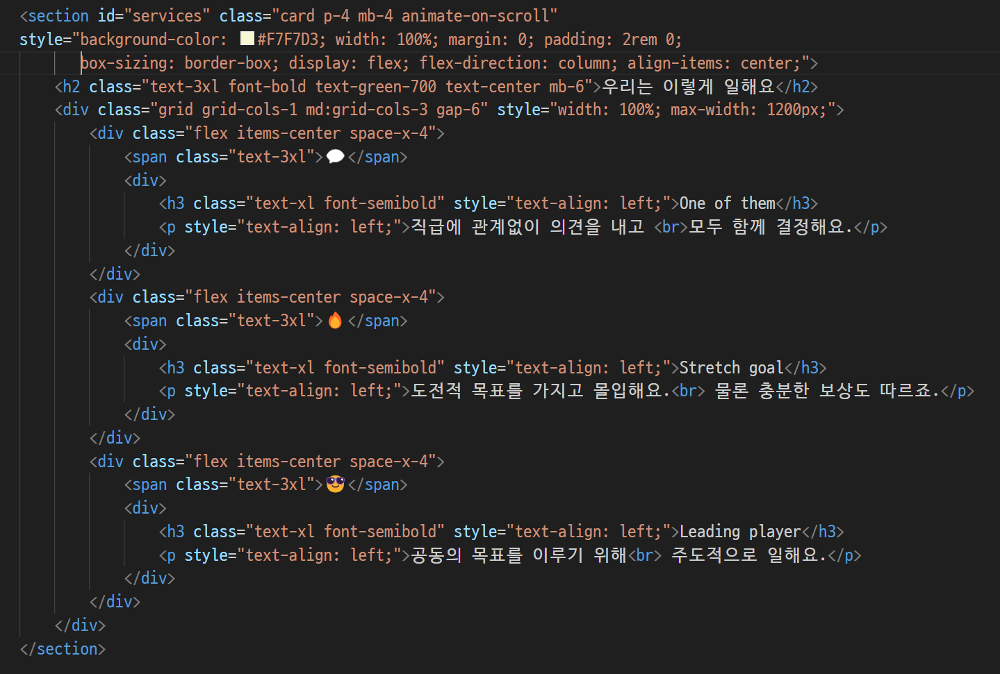 <section id="services" class="card p-4 mb-4 animate-on-scroll"
style="background-color: #F7F7D3; width: 100%; margin: 0; padding: 2rem 0;
box-sizing: border-box; display: flex; flex-direction: column; align-items: center;">
<h2 class="text-3xl font-bold text-green-700 text-center mb-6">우리는 이렇게 일해요</h2>
<div class="grid grid-cols-1 md:grid-cols-3 gap-6" style="width: 100%; max-width: 1200px;">
<div class="flex items-center space-x-4">
<span class="text-3xl">💬</span>
<div>
<h3 class="text-xl font-semibold" style="text-align: left;">One of them</h3>
<p style="text-align: left;">직급에 관계없이 의견을 내고 <br>모두 함께 결정해요.</p>
</div>
</div>
<div class="flex items-center space-x-4">
<span class="text-3xl">🔥</span>
<div>
<h3 class="text-xl font-semibold" style="text-align: left;">Stretch goal</h3>
<p style="text-align: left;">도전적 목표를 가지고 몰입해요.<br> 물론 충분한 보상도 따르죠.</p>
</div>
</div>
<div class="flex items-center space-x-4">
<span class="text-3xl">😎</span>
<div>
<h3 class="text-xl font-semibold" style="text-align: left;">Leading player</h3>
<p style="text-align: left;">공동의 목표를 이루기 위해<br> 주도적으로 일해요.</p>
</div>
</div>
</div>
</section>